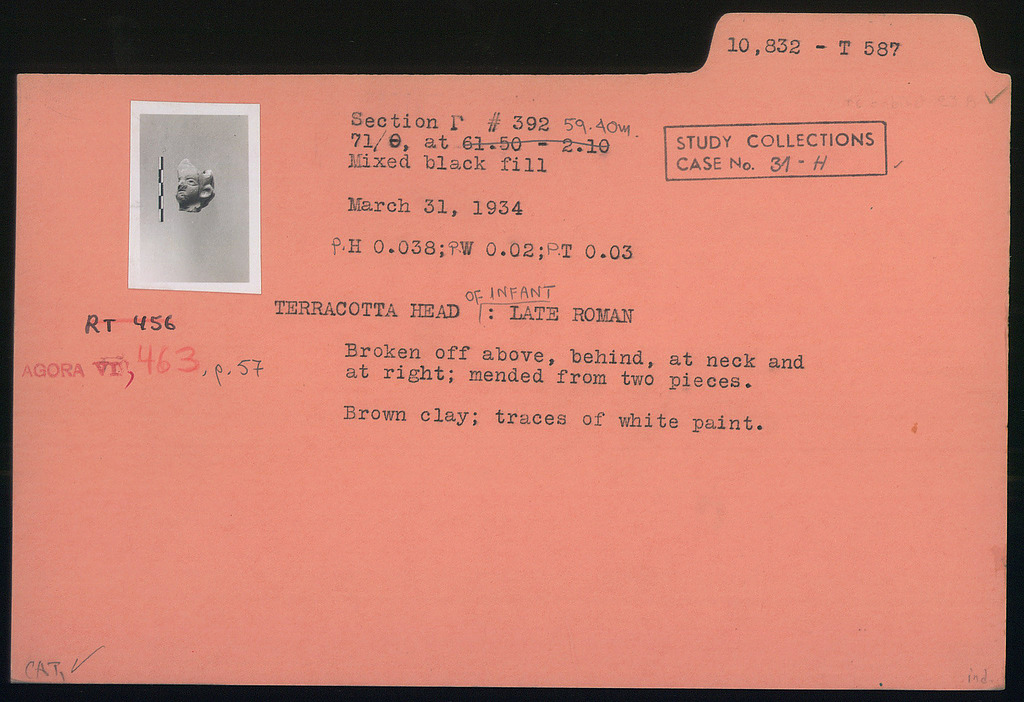 10,832 - T 587
Section Γ # 392 59.40m.
71/Θ, at 61.50 - 2.10
Mixed black fill
STUDY COLLECTIONS
CASE No. 31-H
March 31, 1934
P.H 0.038; P.W 0.02; P.T 0.03
OF INFANT
TERRACOTTA HEAD : LATE ROMAN
RT 456
AGORA VI, 463, p. 57
Broken off above, behind, at neck and
at right; mended from two pieces.
Brown clay; traces of white paint.
CAT.
ind.